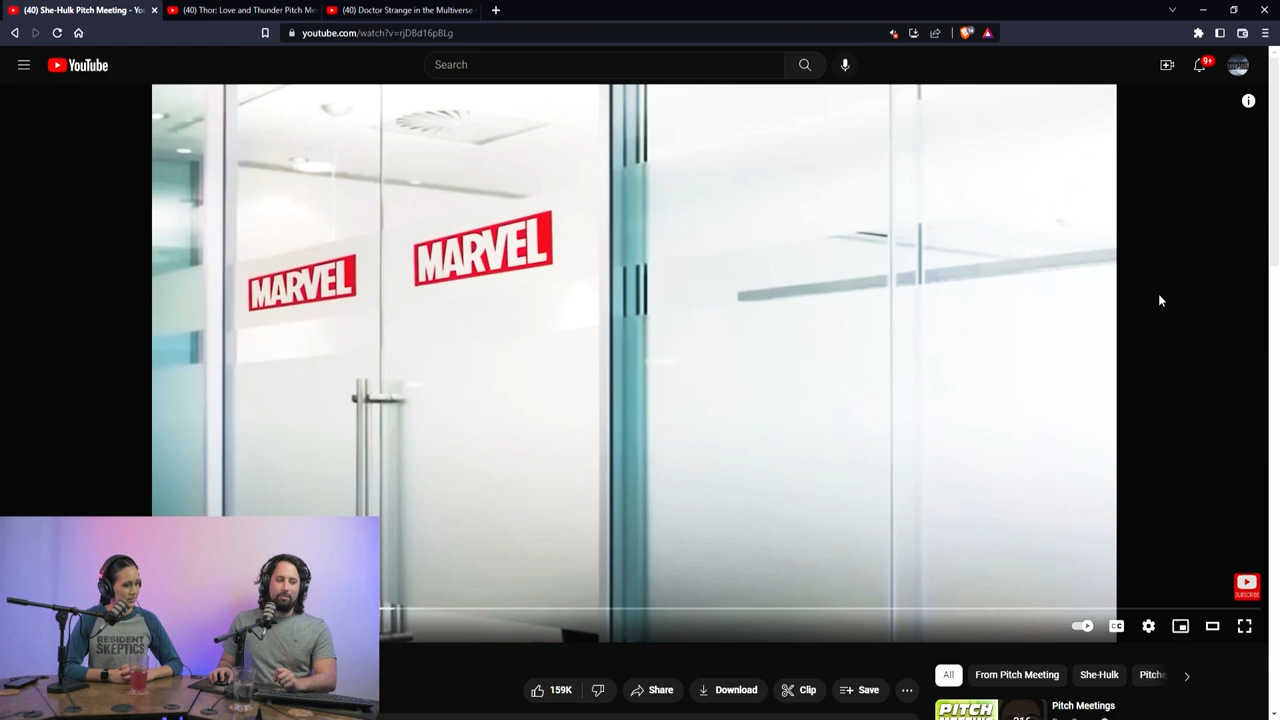 (40) She-Hulk Pitch Meeting - Yo
(40) Thor: Love and Thunder Pitch Me
(40) Doctor Strange in the Multiverse
youtube.com/watch?v=rjDBd16pBLg
YouTube
Search
9+
MARVEL
MARVEL
SUBSCRIBE
CC
RESIDENT
SKEPTICS
159K
Share
Download
Clip
Save
All
From Pitch Meeting
She-Hulk
Pitche
Pitch Meetings
PITCH